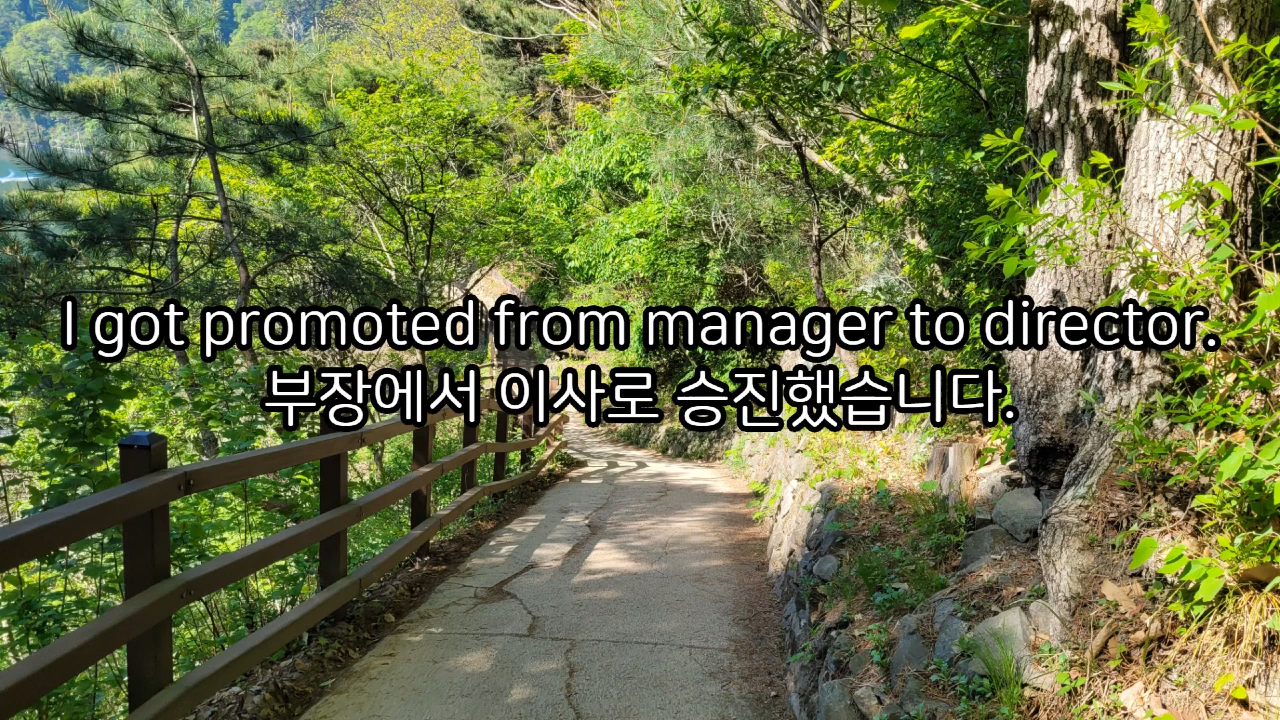 I got promoted from manager to director.
부장에서 이사로 승진했습니다.